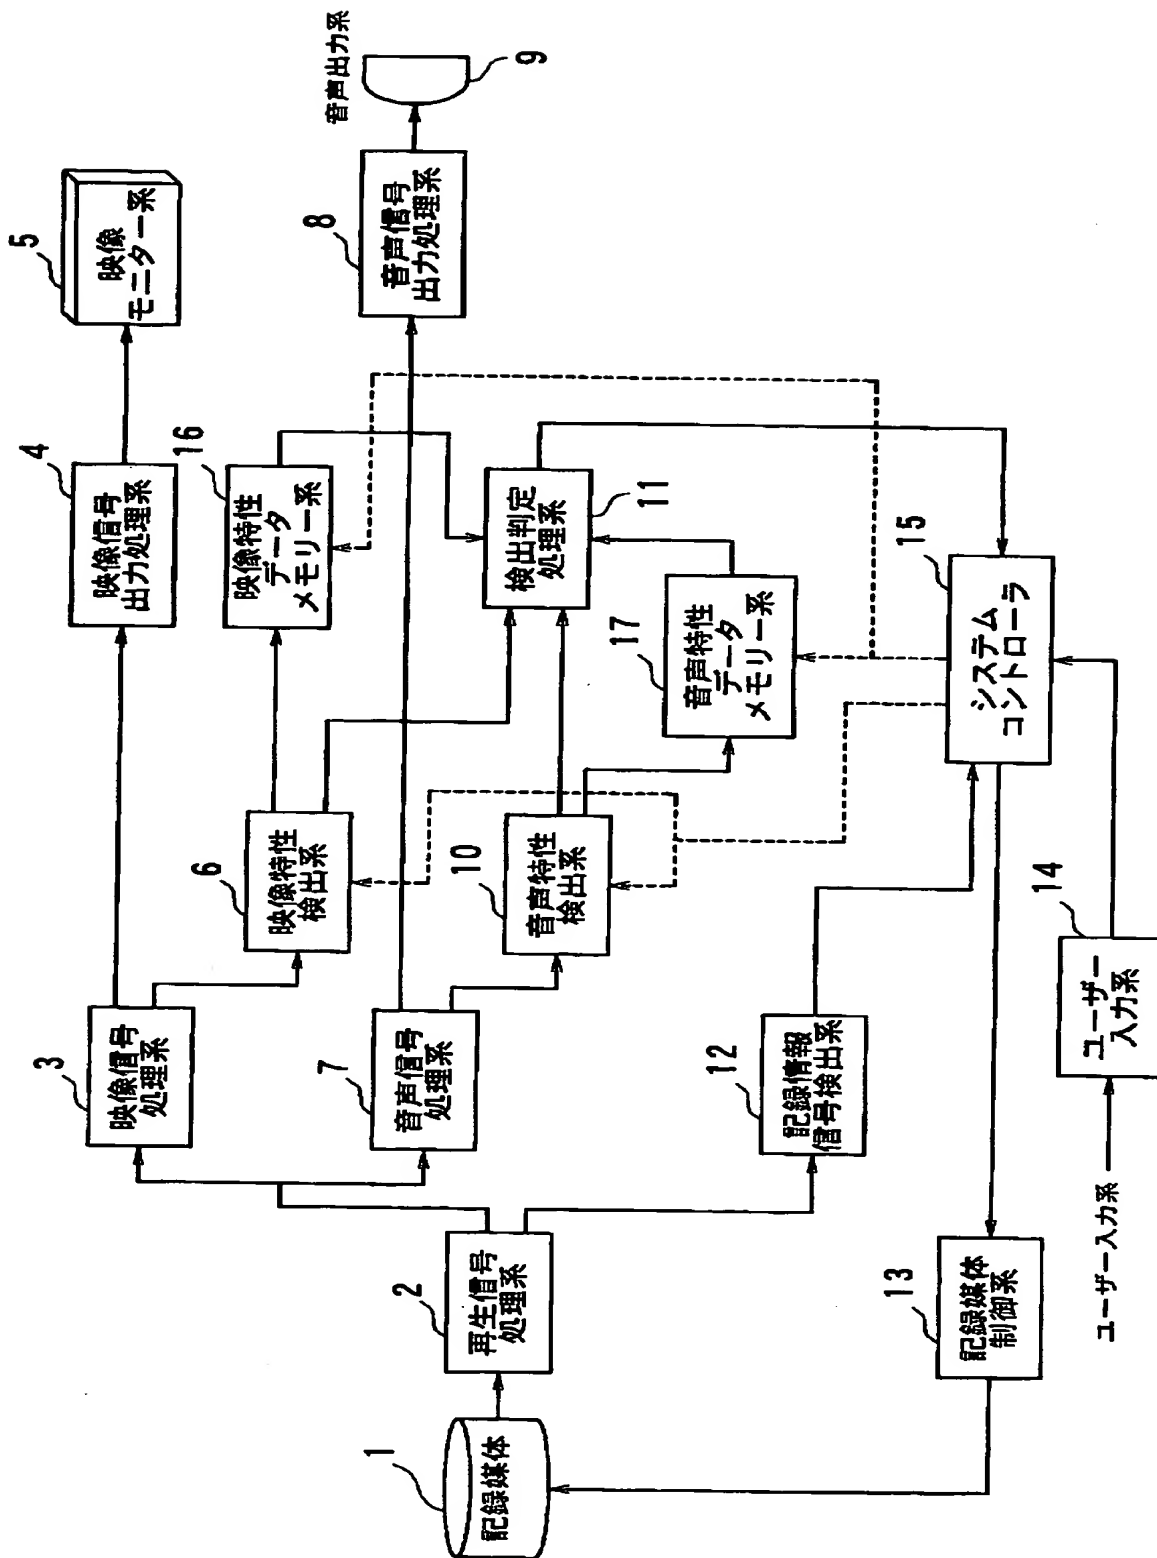 1
記録媒体
2
再生信号
処理系
3
映像信号
処理系
4
映像信号
出力処理系
5
映像
モニター系
6
映像特性
検出系
16
映像特性
データ
メモリー系
7
音声信号
処理系
8
音声信号
出力処理系
音声出力系
9
10
音声特性
検出系
検出判定
処理系
11
17
音声特性
データ
メモリー系
12
記録情報
信号検出系
15
システム
コントローラ
13
記録媒体
制御系
14
ユーザー
入力系
ユーザー入力系